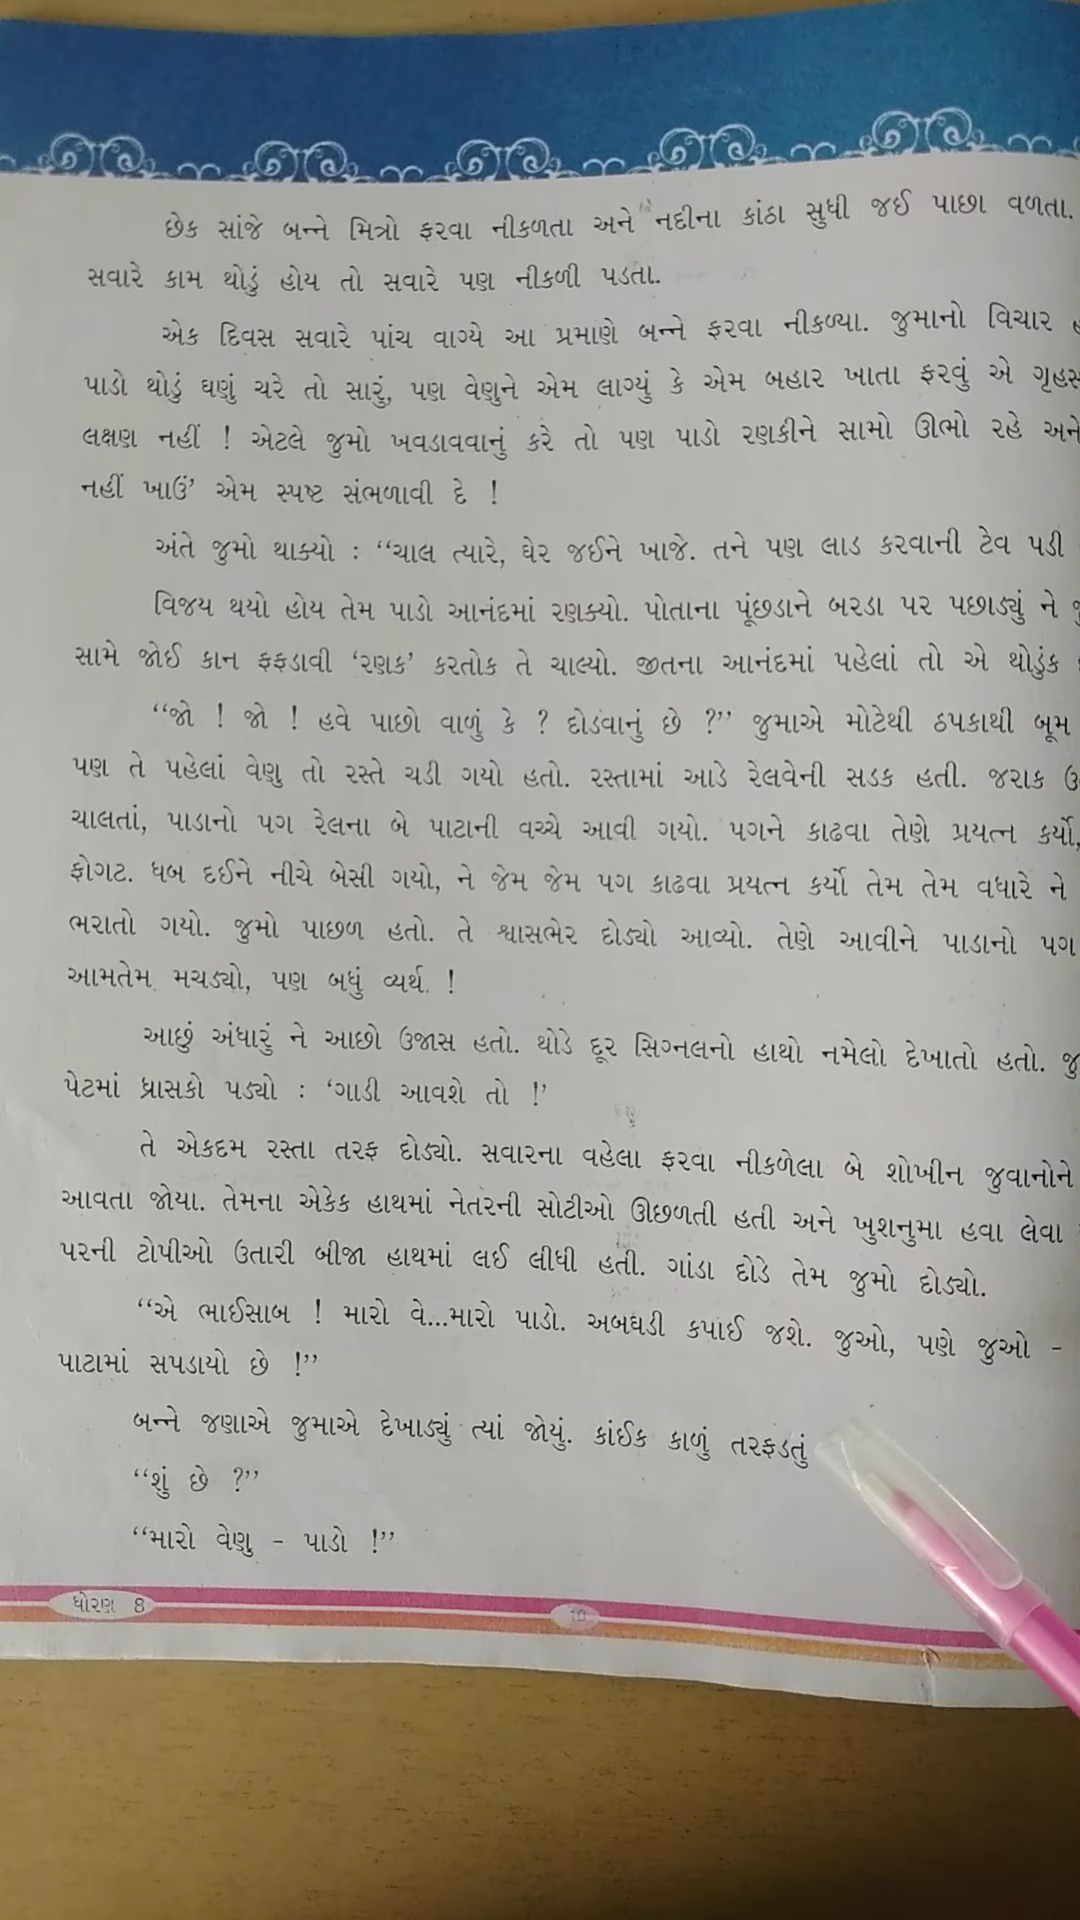 છેક સાંજે બન્ને મિત્રો ફરવા નીકળતા અને નદીના કાંઠા સુધી જઈ પાછા વળતા.
સવારે કામ થોડું હોય તો સવારે પણ નીકળી પડતા.
એક દિવસ સવારે પાંચ વાગ્યે આ પ્રમાણે બન્ને ફરવા નીકળ્યા. જુમાનો વિચાર
પાડો થોડું ઘણું ચરે તો સારું, પણ વેણુને એમ લાગ્યું કે એમ બહાર ખાતા ફરવું એ
લક્ષણ નહીં ! એટલે જુમો ખવડાવવાનું કરે તો પણ પાડો રણકીને સામો ઊભો રહે અને
નહીં ખાઉં’ એમ સ્પષ્ટ સંભળાવી દે !
અંતે જુમો થાક્યો : “ચાલ ત્યારે, ઘેર જઈને ખાજે. તને પણ લાડ કરવાની ટેવ પડી
વિજય થયો હોય તેમ પાડો આનંદમાં રણક્યો. પોતાના પૂંછડાને બરડા પર પછાડ્યું ને
સામે જોઈ કાન ફફડાવી ‘રણક’ કરતોક તે ચાલ્યો. જીતના આનંદમાં પહેલાં તો એ થોડુંક
“જો ! જો ! હવે પાછો વાળું કે ? દોડવાનું છે ?” જુમાએ મોટેથી ઠપકાથી બૂમ
પણ તે પહેલાં વેણુ તો રસ્તે ચડી ગયો હતો. રસ્તામાં આડે રેલવેની સડક હતી. જરાક
ચાલતાં, પાડાનો પગ રેલના બે પાટાની વચ્ચે આવી ગયો. પગને કાઢવા તેણે પ્રયત્ન કર્યો,
ફોગટ. ધબ દઈને નીચે બેસી ગયો, ને જેમ જેમ પગ કાઢવા પ્રયત્ન કર્યો તેમ તેમ વધારે ને
ભરાતો ગયો. જુમો પાછળ હતો. તે શ્વાસભેર દોડ્યો આવ્યો. તેણે આવીને પાડાનો પગ
આમતેમ મચડ્યો, પણ બધું વ્યર્થ !
આછું અંધારું ને આછો ઉજાસ હતો. થોડે દૂર સિગ્નલનો હાથો નમેલો દેખાતો હતો.
પેટમાં ધ્રાસકો પડ્યો : ‘ગાડી આવશે તો !’
તે એકદમ રસ્તા તરફ દોડ્યો. સવારના વહેલા ફરવા નીકળેલા બે શોખીન જુવાનોને
આવતા જોયા. તેમના એકેક હાથમાં નેતરની સોટીઓ ઊછળતી હતી અને ખુશનુમા હવા લેવા
પરની ટોપીઓ ઉતારી બીજા હાથમાં લઈ લીધી હતી. ગાંડા દોડે તેમ જુમો દોડ્યો.
“એ ભાઈસાબ ! મારો વે...મારો પાડો. અબઘડી કપાઈ જશે. જુઓ, પણે જુઓ -
પાટામાં સપડાયો છે !”
બન્ને જણાએ જુમાએ દેખાડ્યું ત્યાં જોયું. કાંઈક કાળું તરફડતું
“શું છે ?”
“મારો વેણુ - પાડો !”
ધોરણ 8
10